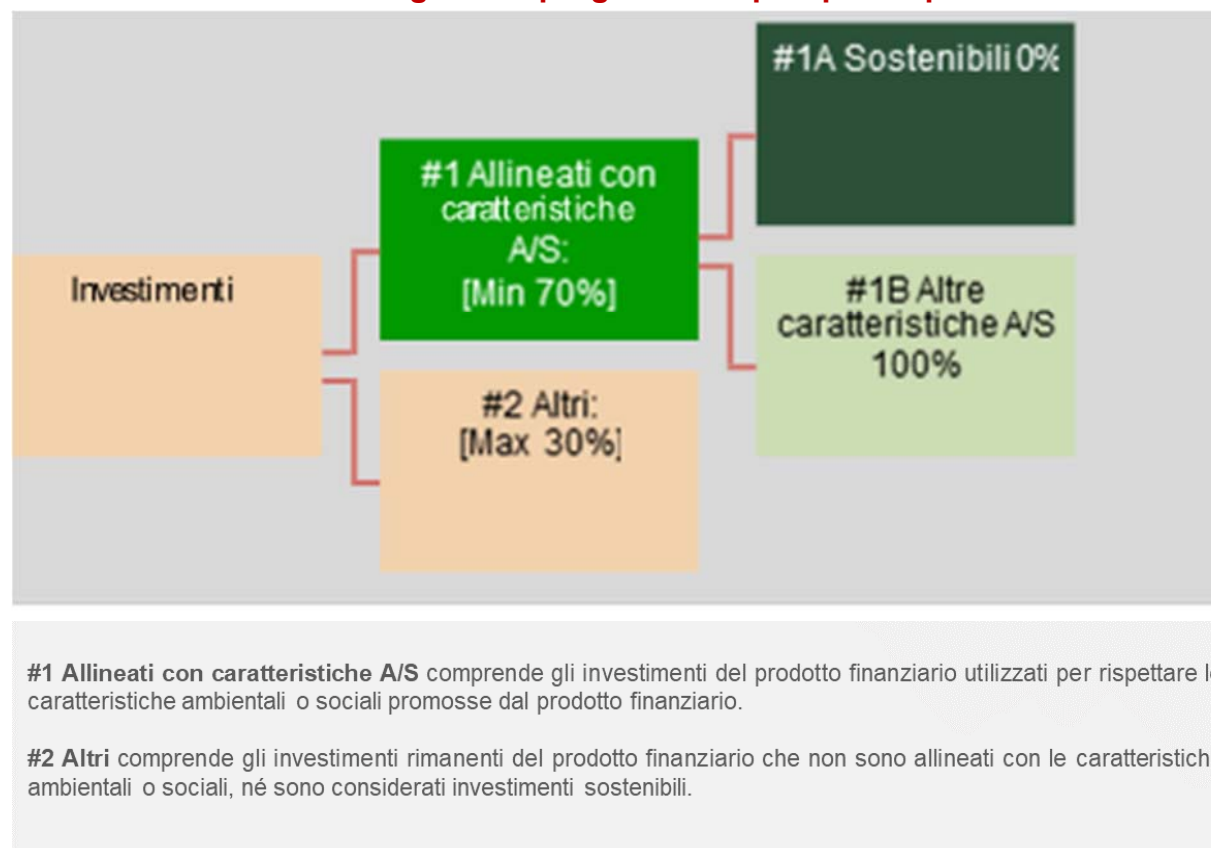 #1A Sostenibili 0%
#1 Allineati con
caratteristiche
A/S:
[Min 70%]
Investimenti
#1B Altre
caratteristiche A/S
100%
#2 Altri:
[Max 30%]
#1 Allineati con caratteristiche A/S comprende gli investimenti del prodotto finanziario utilizzati per rispettare
caratteristiche ambientali o sociali promosse dal prodotto finanziario.
#2 Altri comprende gli investimenti rimanenti del prodotto finanziario che non sono allineati con le caratteristich
ambientali o sociali, né sono considerati investimenti sostenibili.